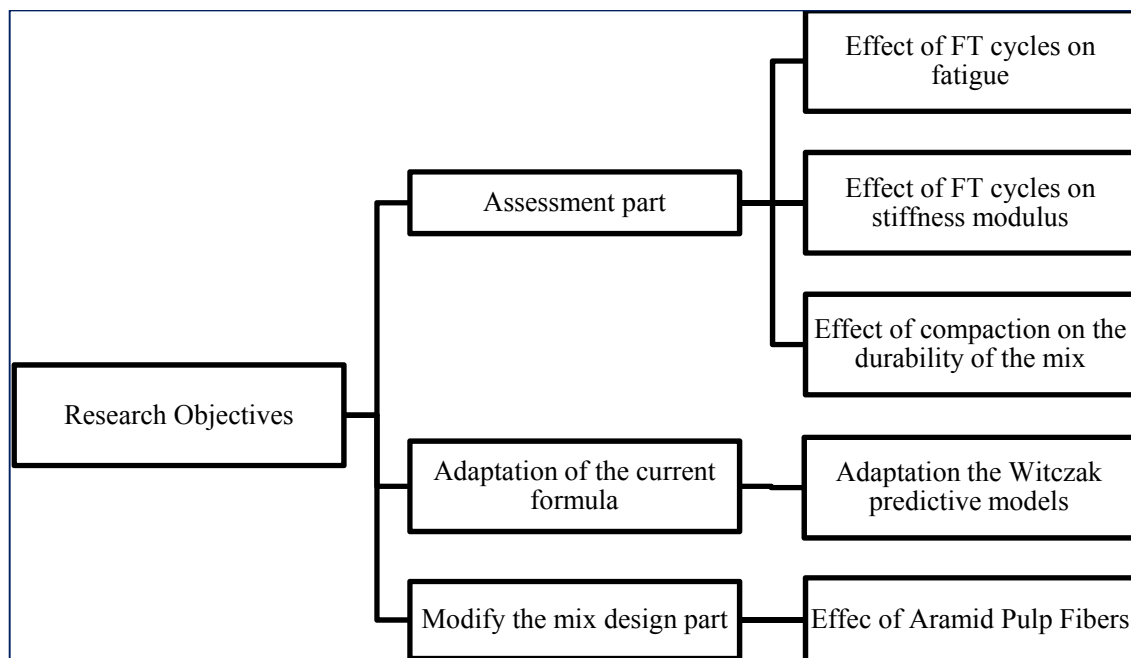 Research Objectives
Assessment part
Effect of FT cycles on
fatigue
Effect of FT cycles on
stiffness modulus
Effect of compaction on the
durability of the mix
Adaptation of the current
formula
Adaptation the Witczak
predictive models
Modify the mix design part
Effec of Aramid Pulp Fibers